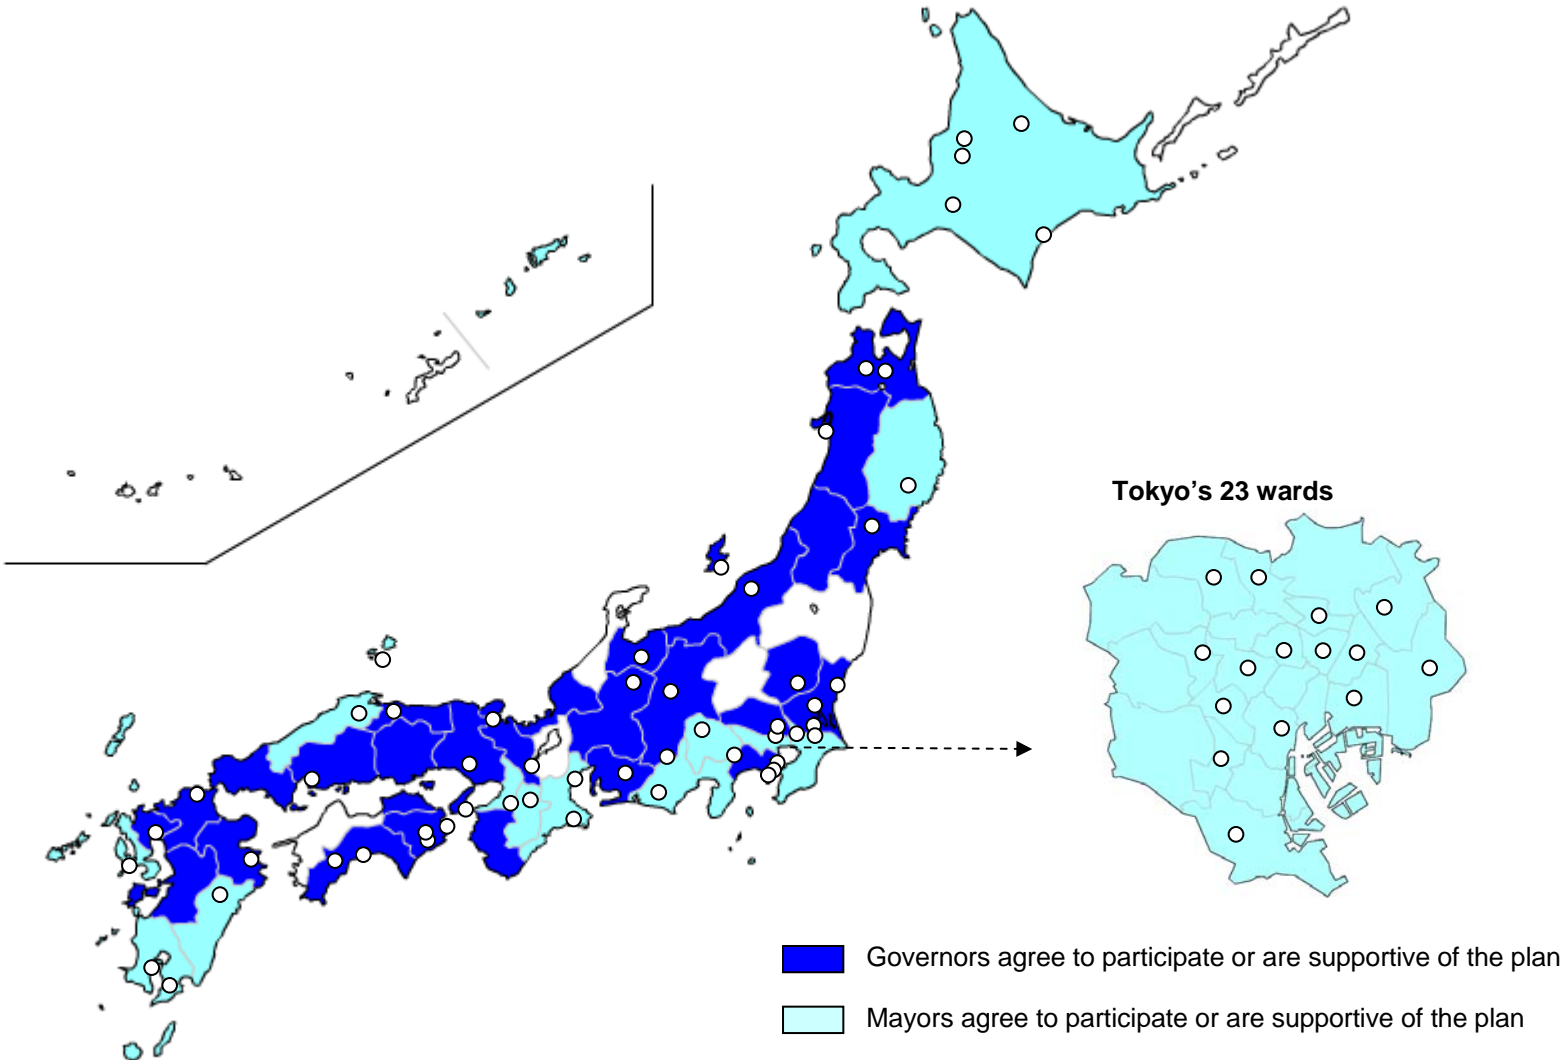 Tokyo’s 23 wards
Governors agree to participate or are supportive of the plan
Mayors agree to participate or are supportive of the plan